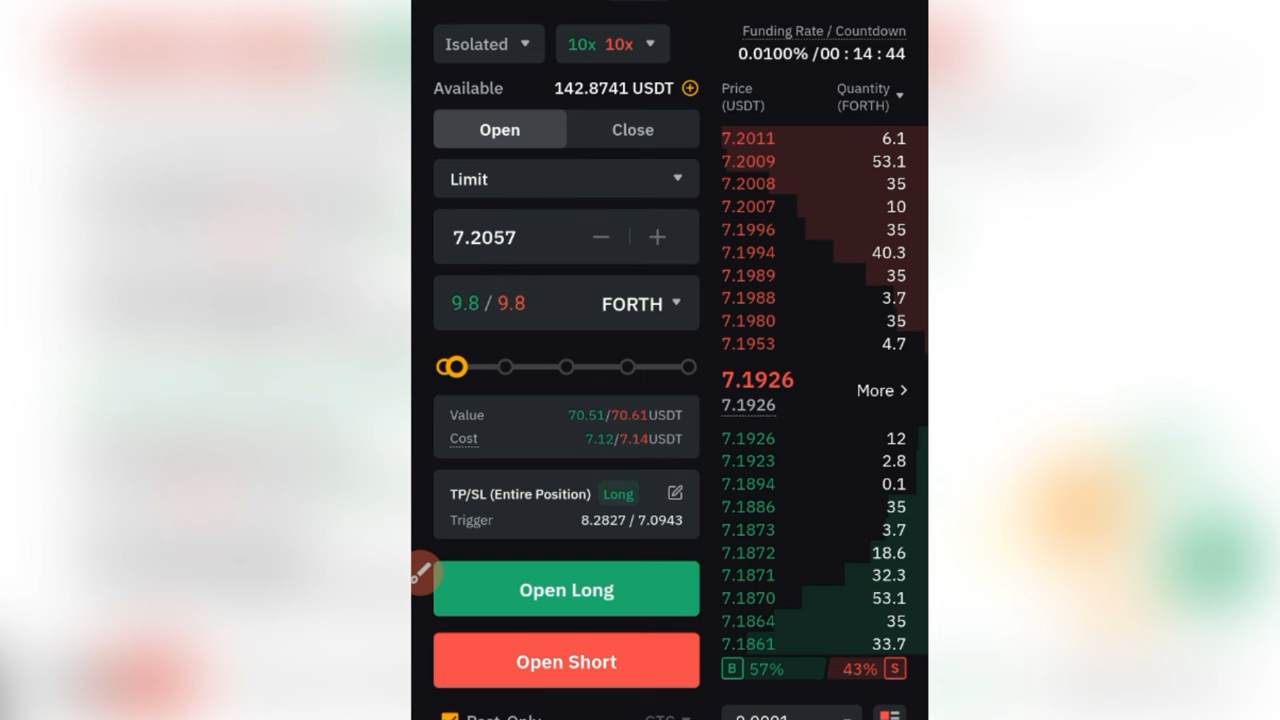 Isolated 10x 10x
Funding Rate / Countdown
0.0100% /00 : 14 : 44
Available 142.8741 USDT
Open Close
Limit
7.2057
9.8 / 9.8 FORTH
Value 70.51/70.61USDT
Cost 7.12/7.14USDT
TP/SL (Entire Position) Long
Trigger 8.2827 / 7.0943
Open Long
Open Short
Price Quantity
(USDT) (FORTH)
7.2011 6.1
7.2009 53.1
7.2008 35
7.2007 10
7.1996 35
7.1994 40.3
7.1989 35
7.1988 3.7
7.1980 35
7.1953 4.7
7.1926
7.1926
More >
7.1926 12
7.1923 2.8
7.1894 0.1
7.1886 35
7.1873 3.7
7.1872 18.6
7.1871 32.3
7.1870 53.1
7.1864 35
7.1861 33.7
B 57% 43% S
Post-Only GTC
0.0001